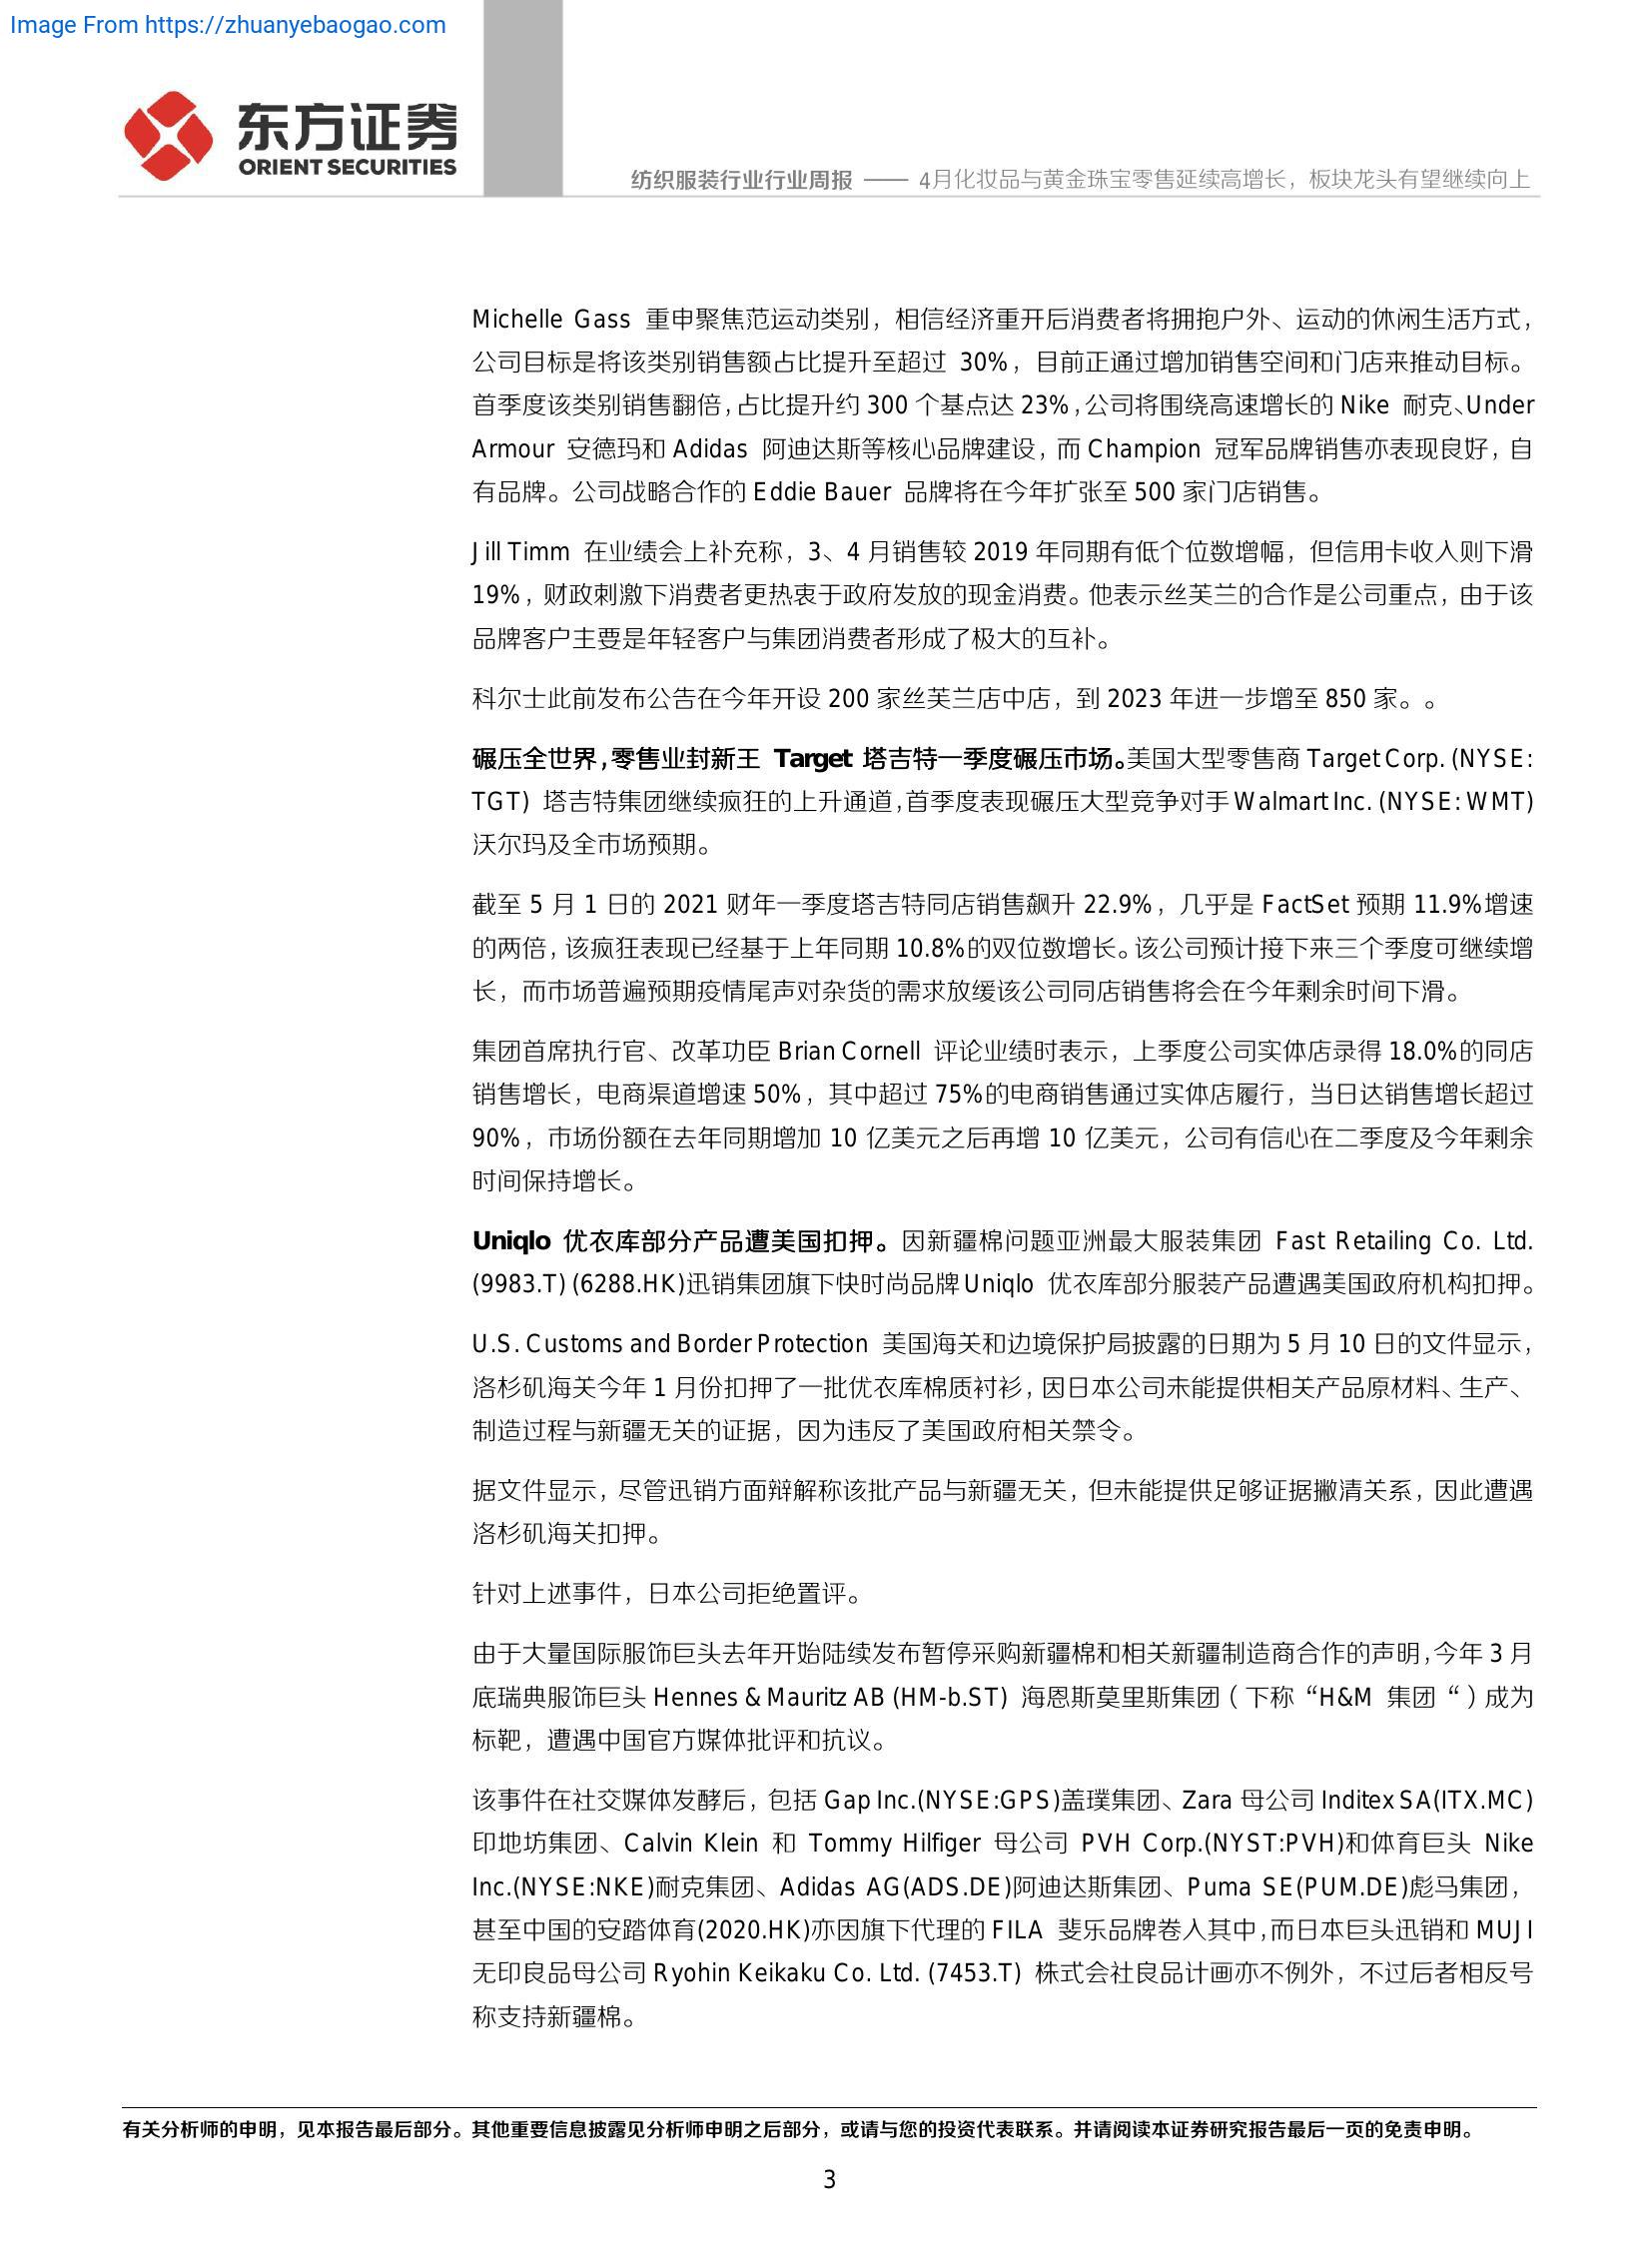 Image From https://zhuanyebaogao.com
东方证券
ORIENT SECURITIES
纺织服装行业行业周报 —— 4月化妆品与黄金珠宝零售延续高增长，板块龙头有望继续向上
Michelle Gass 重申聚焦范运动类别，相信经济重开后消费者将拥抱户外、运动的休闲生活方式，
公司目标是将该类别销售额占比提升至超过 30%，目前正通过增加销售空间和门店来推动目标。
首季度该类别销售翻倍，占比提升约 300 个基点达 23%，公司将围绕高速增长的 Nike 耐克、Under
Armour 安德玛和 Adidas 阿迪达斯等核心品牌建设，而 Champion 冠军品牌销售亦表现良好，自
有品牌。公司战略合作的 Eddie Bauer 品牌将在今年扩张至 500 家门店销售。
Jill Timm 在业绩会上补充称，3、4 月销售较 2019 年同期有低个位数增幅，但信用卡收入则下滑
19%，财政刺激下消费者更热衷于政府发放的现金消费。他表示丝芙兰的合作是公司重点，由于该
品牌客户主要是年轻客户与集团消费者形成了极大的互补。
科尔士此前发布公告在今年开设 200 家丝芙兰店中店，到 2023 年进一步增至 850 家。。
碾压全世界，零售业封新王 Target 塔吉特一季度碾压市场。美国大型零售商 Target Corp. (NYSE:
TGT) 塔吉特集团继续疯狂的上升通道，首季度表现碾压大型竞争对手 Walmart Inc. (NYSE: WMT)
沃尔玛及全市场预期。
截至 5 月 1 日的 2021 财年一季度塔吉特同店销售飙升 22.9%，几乎是 FactSet 预期 11.9%增速
的两倍，该疯狂表现已经基于上年同期 10.8%的双位数增长。该公司预计接下来三个季度可继续增
长，而市场普遍预期疫情尾声对杂货的需求放缓该公司同店销售将会在今年剩余时间下滑。
集团首席执行官、改革功臣 Brian Cornell 评论业绩时表示，上季度公司实体店录得 18.0%的同店
销售增长，电商渠道增速 50%，其中超过 75%的电商销售通过实体店履行，当日达销售增长超过
90%，市场份额在去年同期增加 10 亿美元之后再增 10 亿美元，公司有信心在二季度及今年剩余
时间保持增长。
Uniqlo 优衣库部分产品遭美国扣押。因新疆棉问题亚洲最大服装集团 Fast Retailing Co. Ltd.
(9983.T) (6288.HK)迅销集团旗下快时尚品牌 Uniqlo 优衣库部分服装产品遭遇美国政府机构扣押。
U.S. Customs and Border Protection 美国海关和边境保护局披露的日期为 5 月 10 日的文件显示，
洛杉矶海关今年 1 月份扣押了一批优衣库棉质衬衫，因日本公司未能提供相关产品原材料、生产、
制造过程与新疆无关的证据，因为违反了美国政府相关禁令。
据文件显示，尽管迅销方面辩解称该批产品与新疆无关，但未能提供足够证据撇清关系，因此遭遇
洛杉矶海关扣押。
针对上述事件，日本公司拒绝置评。
由于大量国际服饰巨头去年开始陆续发布暂停采购新疆棉和相关新疆制造商合作的声明，今年 3 月
底瑞典服饰巨头 Hennes & Mauritz AB (HM-b.ST) 海恩斯莫里斯集团（下称“H&M 集团“）成为
标靶，遭遇中国官方媒体批评和抗议。
该事件在社交媒体发酵后，包括 Gap Inc.(NYSE:GPS)盖璞集团、Zara 母公司 Inditex SA(ITX.MC)
印地坊集团、Calvin Klein 和 Tommy Hilfiger 母公司 PVH Corp.(NYST:PVH)和体育巨头 Nike
Inc.(NYSE:NKE)耐克集团、Adidas AG(ADS.DE)阿迪达斯集团、Puma SE(PUM.DE)彪马集团，
甚至中国的安踏体育(2020.HK)亦因旗下代理的 FILA 斐乐品牌卷入其中，而日本巨头迅销和 MUJI
无印良品母公司 Ryohin Keikaku Co. Ltd. (7453.T) 株式会社良品计画亦不例外，不过后者相反号
称支持新疆棉。
有关分析师的申明，见本报告最后部分。其他重要信息披露见分析师申明之后部分，或请与您的投资代表联系。并请阅读本证券研究报告最后一页的免责申明。
3